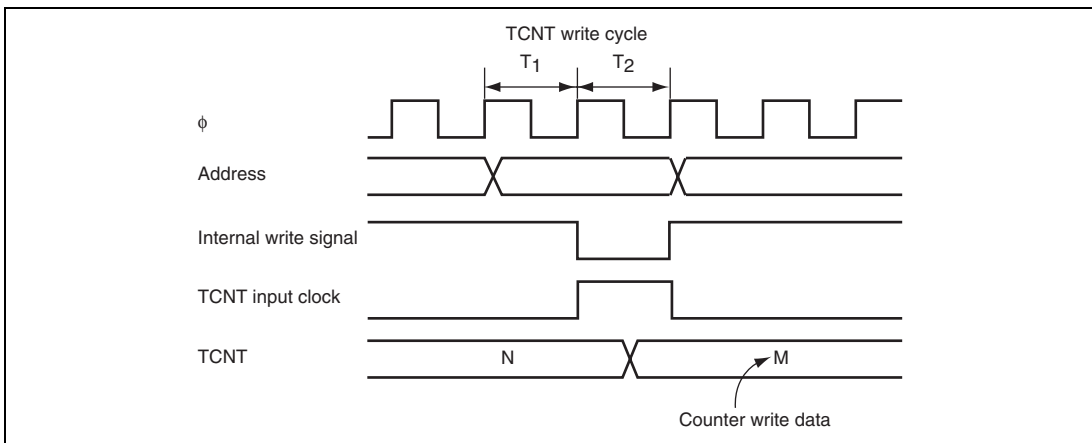 TCNT write cycle
T1 T2
φ
Address
Internal write signal
TCNT input clock
TCNT N M
Counter write data